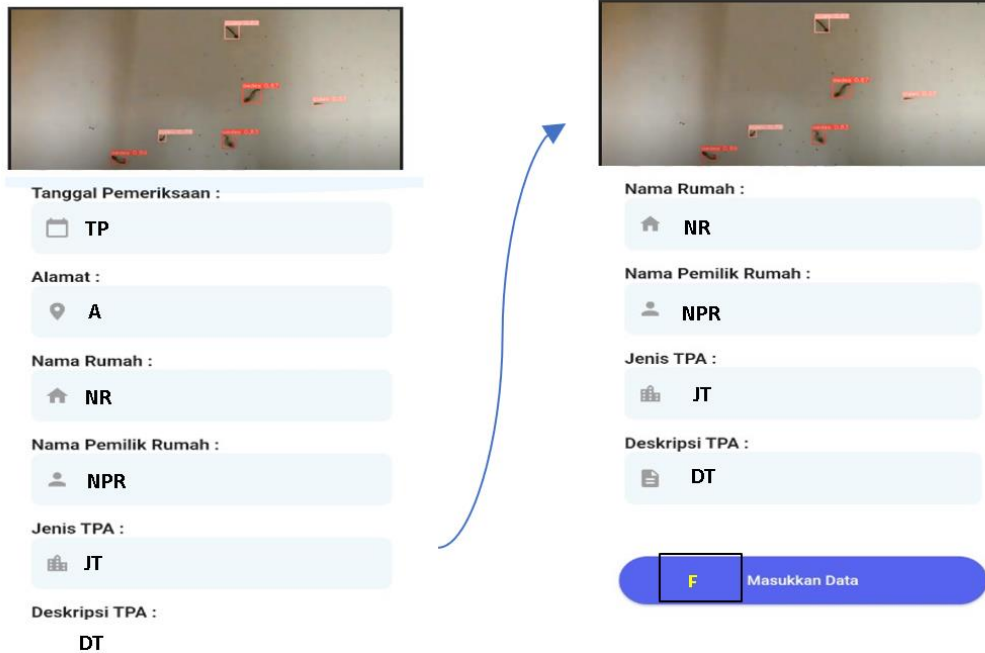 Tanggal Pemeriksaan :
TP
Alamat :
A
Nama Rumah :
NR
Nama Pemilik Rumah :
NPR
Jenis TPA :
JT
Deskripsi TPA :
DT
Nama Rumah :
NR
Nama Pemilik Rumah :
NPR
Jenis TPA :
JT
Deskripsi TPA :
DT
F Masukkan Data